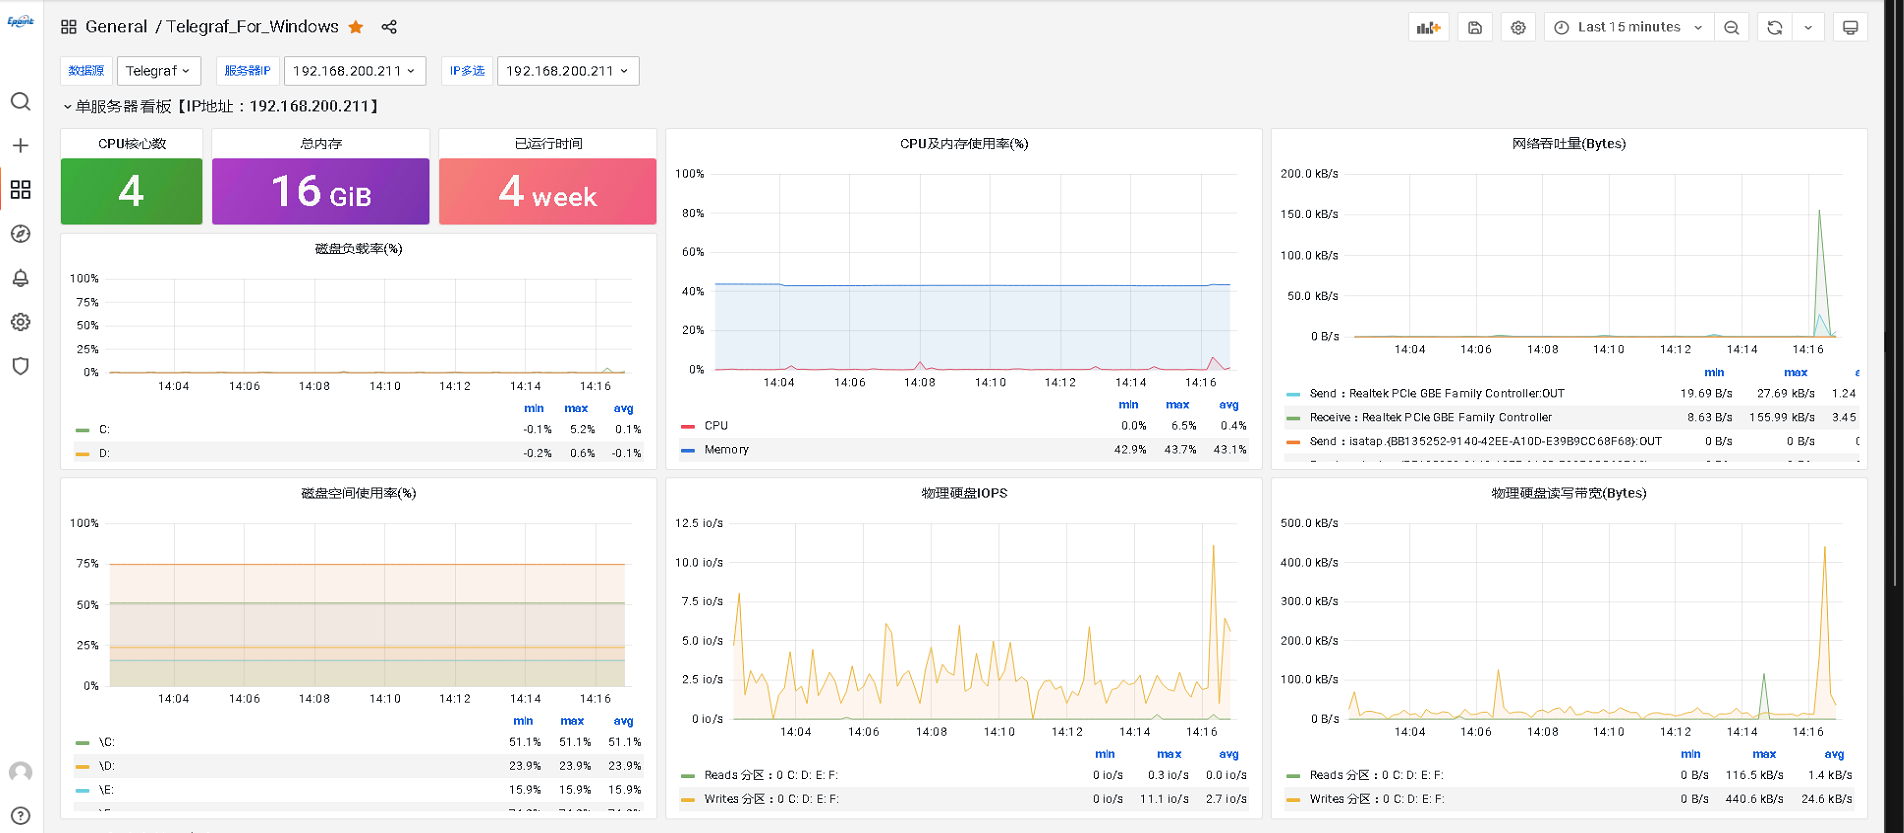 Epoint
General / Telegraf_For_Windows
Last 15 minutes
数据源 Telegraf 服务器IP 192.168.200.211 IP多选 192.168.200.211
单服务器看板【IP地址：192.168.200.211】
CPU核心数
4
总内存
16 GiB
已运行时间
4 week
磁盘负载率(%)
100%
75%
50%
25%
0%
14:04 14:06 14:08 14:10 14:12 14:14 14:16
min max avg
C: -0.1% 5.2% 0.1%
D: -0.2% 0.6% -0.1%
CPU及内存使用率(%)
100%
80%
60%
40%
20%
0%
14:04 14:06 14:08 14:10 14:12 14:14 14:16
min max avg
CPU 0.0% 6.5% 0.4%
Memory 42.9% 43.7% 43.1%
网络吞吐量(Bytes)
200.0 kB/s
150.0 kB/s
100.0 kB/s
50.0 kB/s
0 B/s
14:04 14:06 14:08 14:10 14:12 14:14 14:16
min max
Send：Realtek PCIe GBE Family Controller:OUT 19.69 B/s 27.69 kB/s 1.24
Receive：Realtek PCIe GBE Family Controller 8.63 B/s 155.99 kB/s 3.45
Send：isatap.{BB135252-9140-42EE-A10D-E39B9CC68F68}:OUT 0 B/s 0 B/s
磁盘空间使用率(%)
100%
75%
50%
25%
0%
14:04 14:06 14:08 14:10 14:12 14:14 14:16
min max avg
\C: 51.1% 51.1% 51.1%
\D: 23.9% 23.9% 23.9%
\E: 15.9% 15.9% 15.9%
物理硬盘IOPS
12.5 io/s
10.0 io/s
7.5 io/s
5.0 io/s
2.5 io/s
0 io/s
14:04 14:06 14:08 14:10 14:12 14:14 14:16
min max avg
Reads 分区：0 C: D: E: F: 0 io/s 0.3 io/s 0.0 io/s
Writes 分区：0 C: D: E: F: 0 io/s 11.1 io/s 2.7 io/s
物理硬盘读写带宽(Bytes)
500.0 kB/s
400.0 kB/s
300.0 kB/s
200.0 kB/s
100.0 kB/s
0 B/s
14:04 14:06 14:08 14:10 14:12 14:14 14:16
min max avg
Reads 分区：0 C: D: E: F: 0 B/s 116.5 kB/s 1.4 kB/s
Writes 分区：0 C: D: E: F: 0 B/s 440.6 kB/s 24.6 kB/s